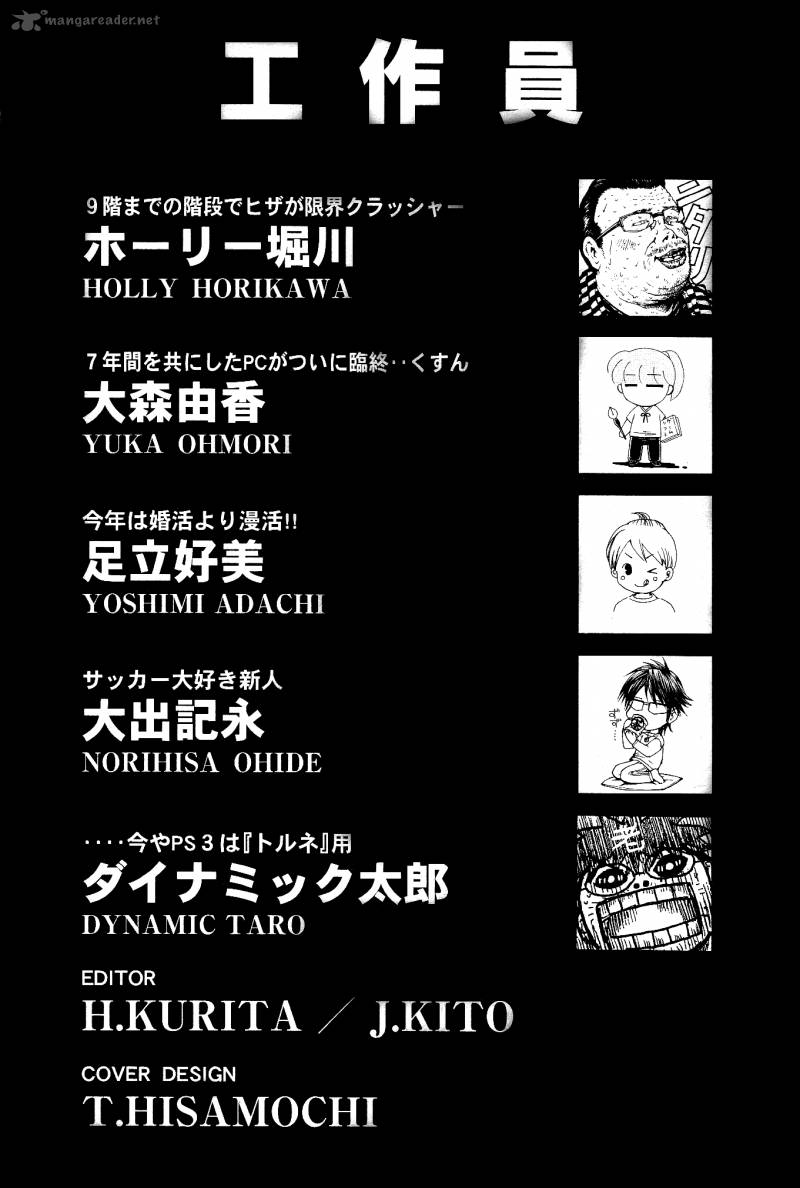 mangareader.net
工作員
9階までの階段でヒザが限界クラッシャー
ホーリー堀川
HOLLY HORIKAWA
ニタリ
7年間を共にしたPCがついに臨終‥くすん
大森由香
YUKA OHMORI
今年は婚活より漫活!!
足立好美
YOSHIMI ADACHI
サッカー大好き新人
大出記永
NORIHISA OHIDE
‥‥今やPS3は『トルネ』用
ダイナミック太郎
DYNAMIC TARO
老
EDITOR
H.KURITA / J.KITO
COVER DESIGN
T.HISAMOCHI